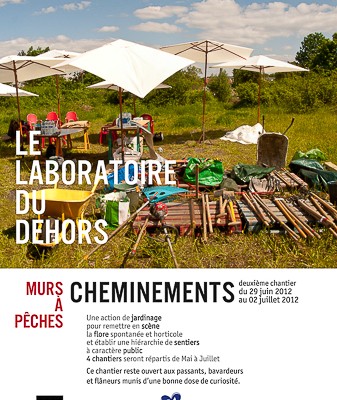 LE
LABORATOIRE
DU
DEHORS
MURS
À
PÊCHES
CHEMINEMENTS
deuxième chantier
du 29 juin 2012
au 02 juillet 2012
Une action de jardinage
pour remettre en scène
la flore spontanée et horticole
et établir une hiérarchie de sentiers
à caractère public
4 chantiers seront répartis de Mai à Juillet
Ce chantier reste ouvert aux passants, bavardeurs
et flâneurs munis d'une bonne dose de curiosité.